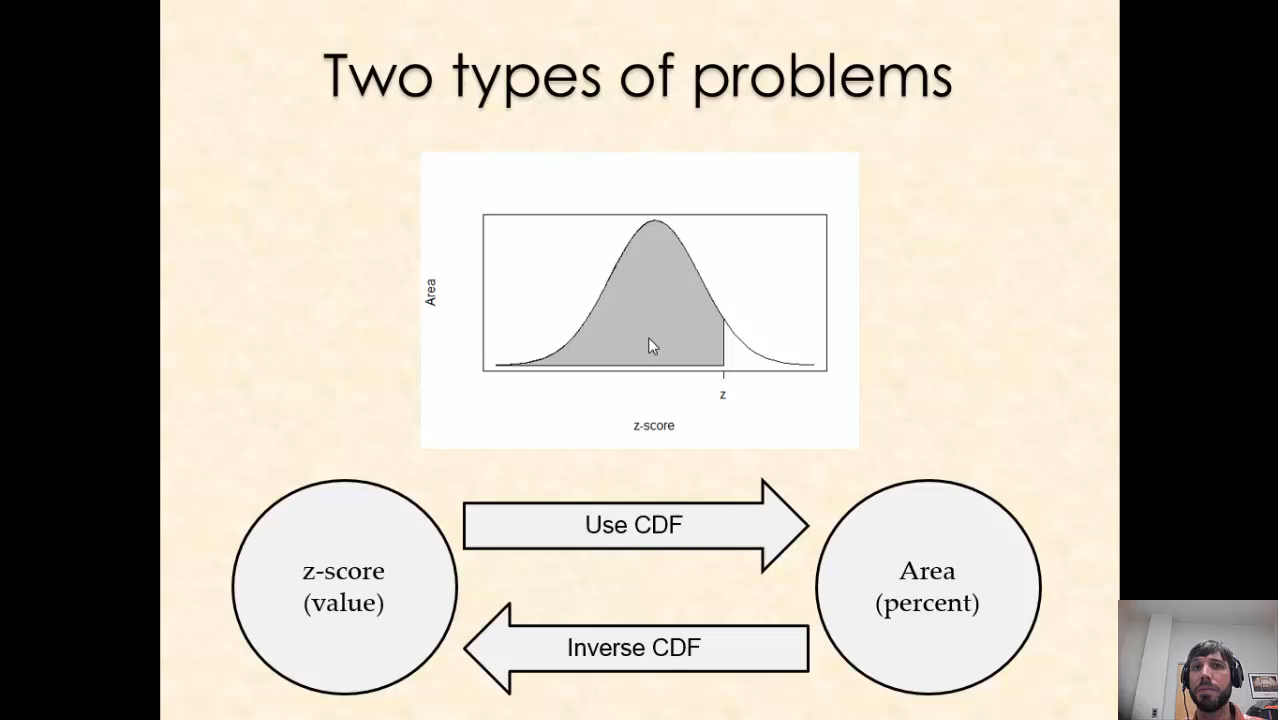 Two types of problems
Area
z
z-score
Use CDF
z-score
(value)
Area
(percent)
Inverse CDF